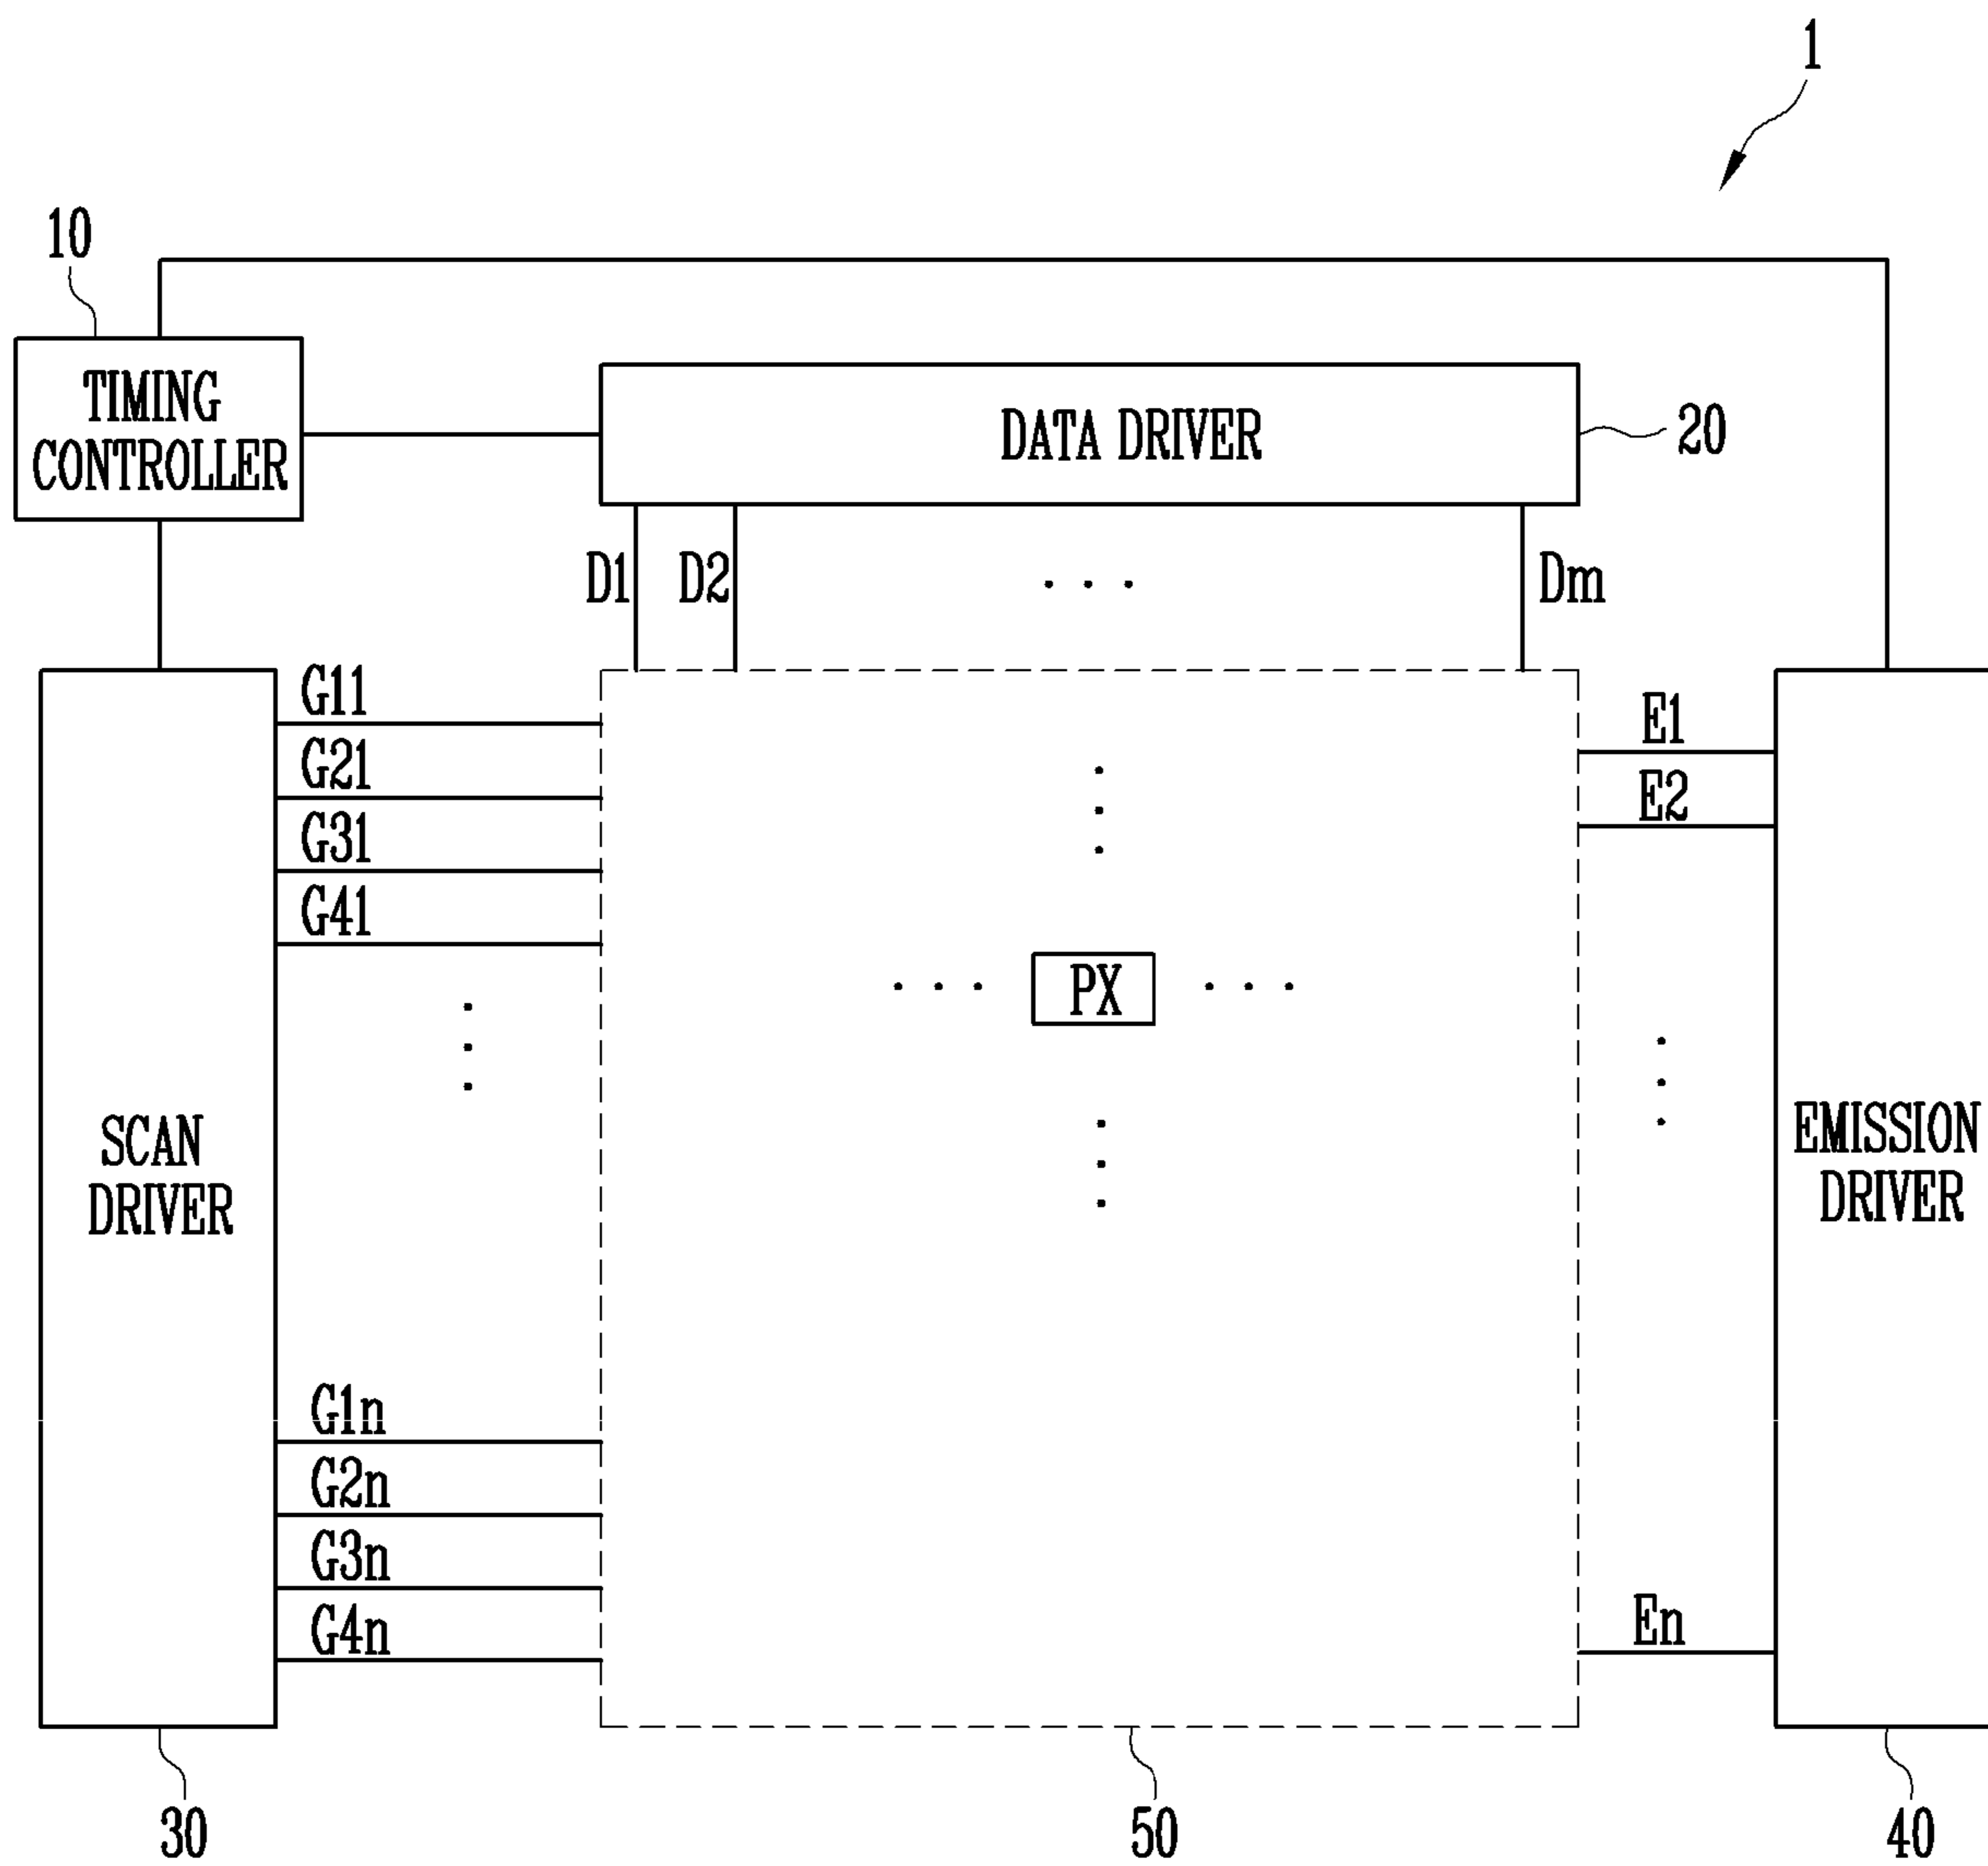 1
10
TIMING
CONTROLLER
DATA DRIVER
20
D1 D2 . . . Dm
G11
G21
G31
G41
E1
E2
. . . PX . . .
SCAN
DRIVER
EMISSION
DRIVER
G1n
G2n
G3n
G4n
En
30
50
40